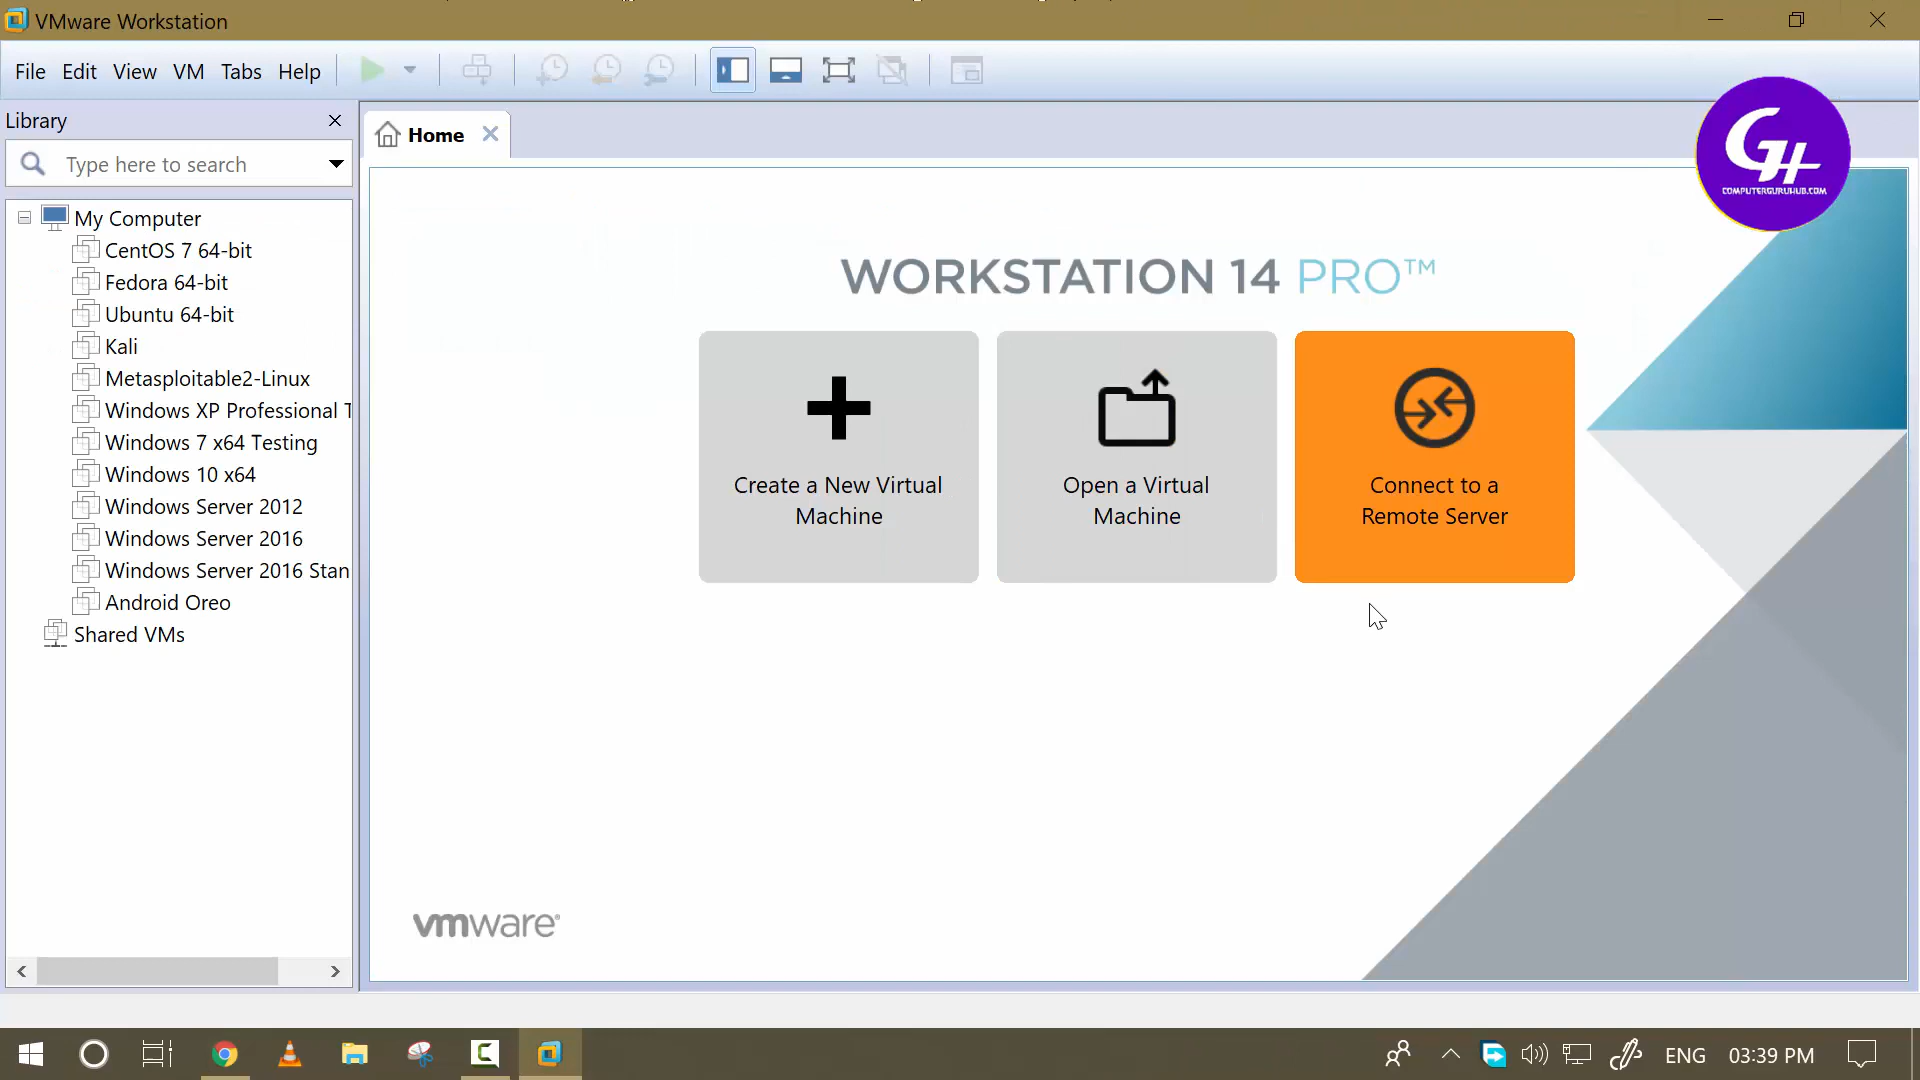 VMware Workstation
File Edit View VM Tabs Help
Library
Type here to search
Home
My Computer
CentOS 7 64-bit
Fedora 64-bit
Ubuntu 64-bit
Kali
Metasploitable2-Linux
Windows XP Professional T
Windows 7 x64 Testing
Windows 10 x64
Windows Server 2012
Windows Server 2016
Windows Server 2016 Stan
Android Oreo
Shared VMs
GH
COMPUTERGURUHUB.COM
WORKSTATION 14 PRO™
Create a New Virtual
Machine
Open a Virtual
Machine
Connect to a
Remote Server
vmware®
ENG 03:39 PM